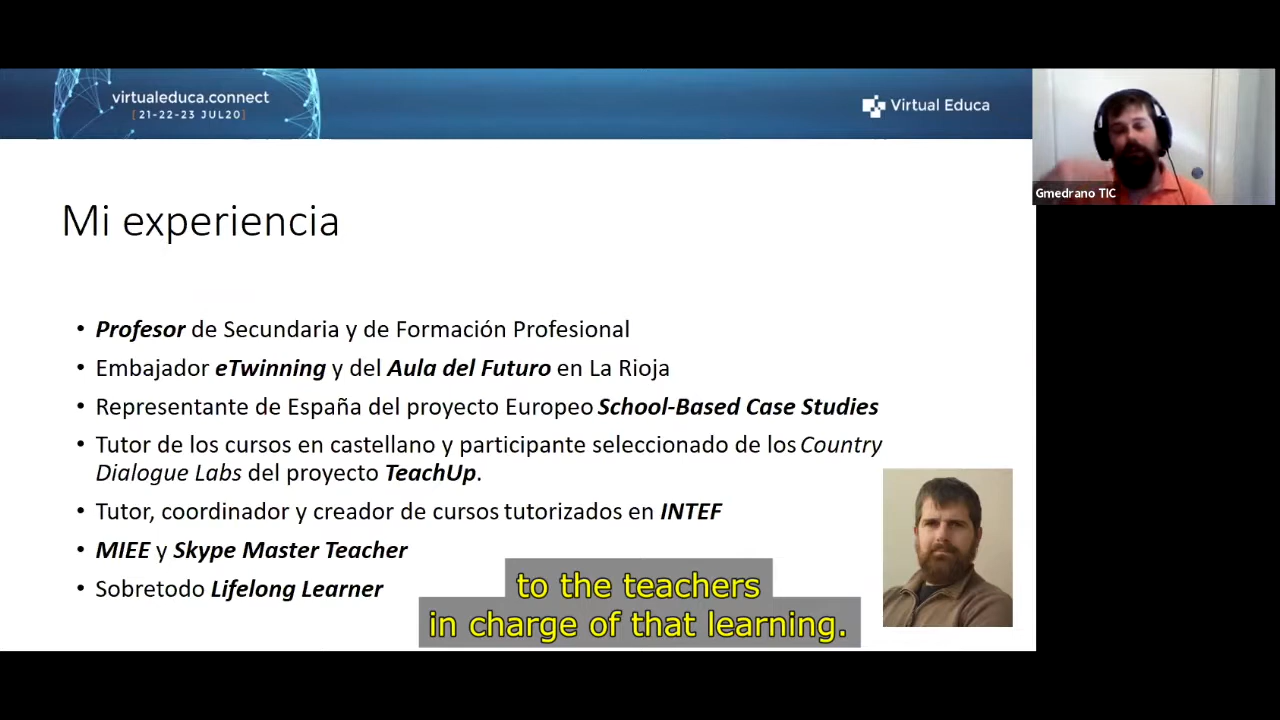 virtualeduca.connect
[21-22-23 JUL20]
Virtual Educa
Gmedrano TIC
Mi experiencia
• Profesor de Secundaria y de Formación Profesional
• Embajador eTwinning y del Aula del Futuro en La Rioja
• Representante de España del proyecto Europeo School-Based Case Studies
• Tutor de los cursos en castellano y participante seleccionado de los Country
Dialogue Labs del proyecto TeachUp.
• Tutor, coordinador y creador de cursos tutorizados en INTEF
• MIEE y Skype Master Teacher
• Sobretodo Lifelong Learner
to the teachers
in charge of that learning.